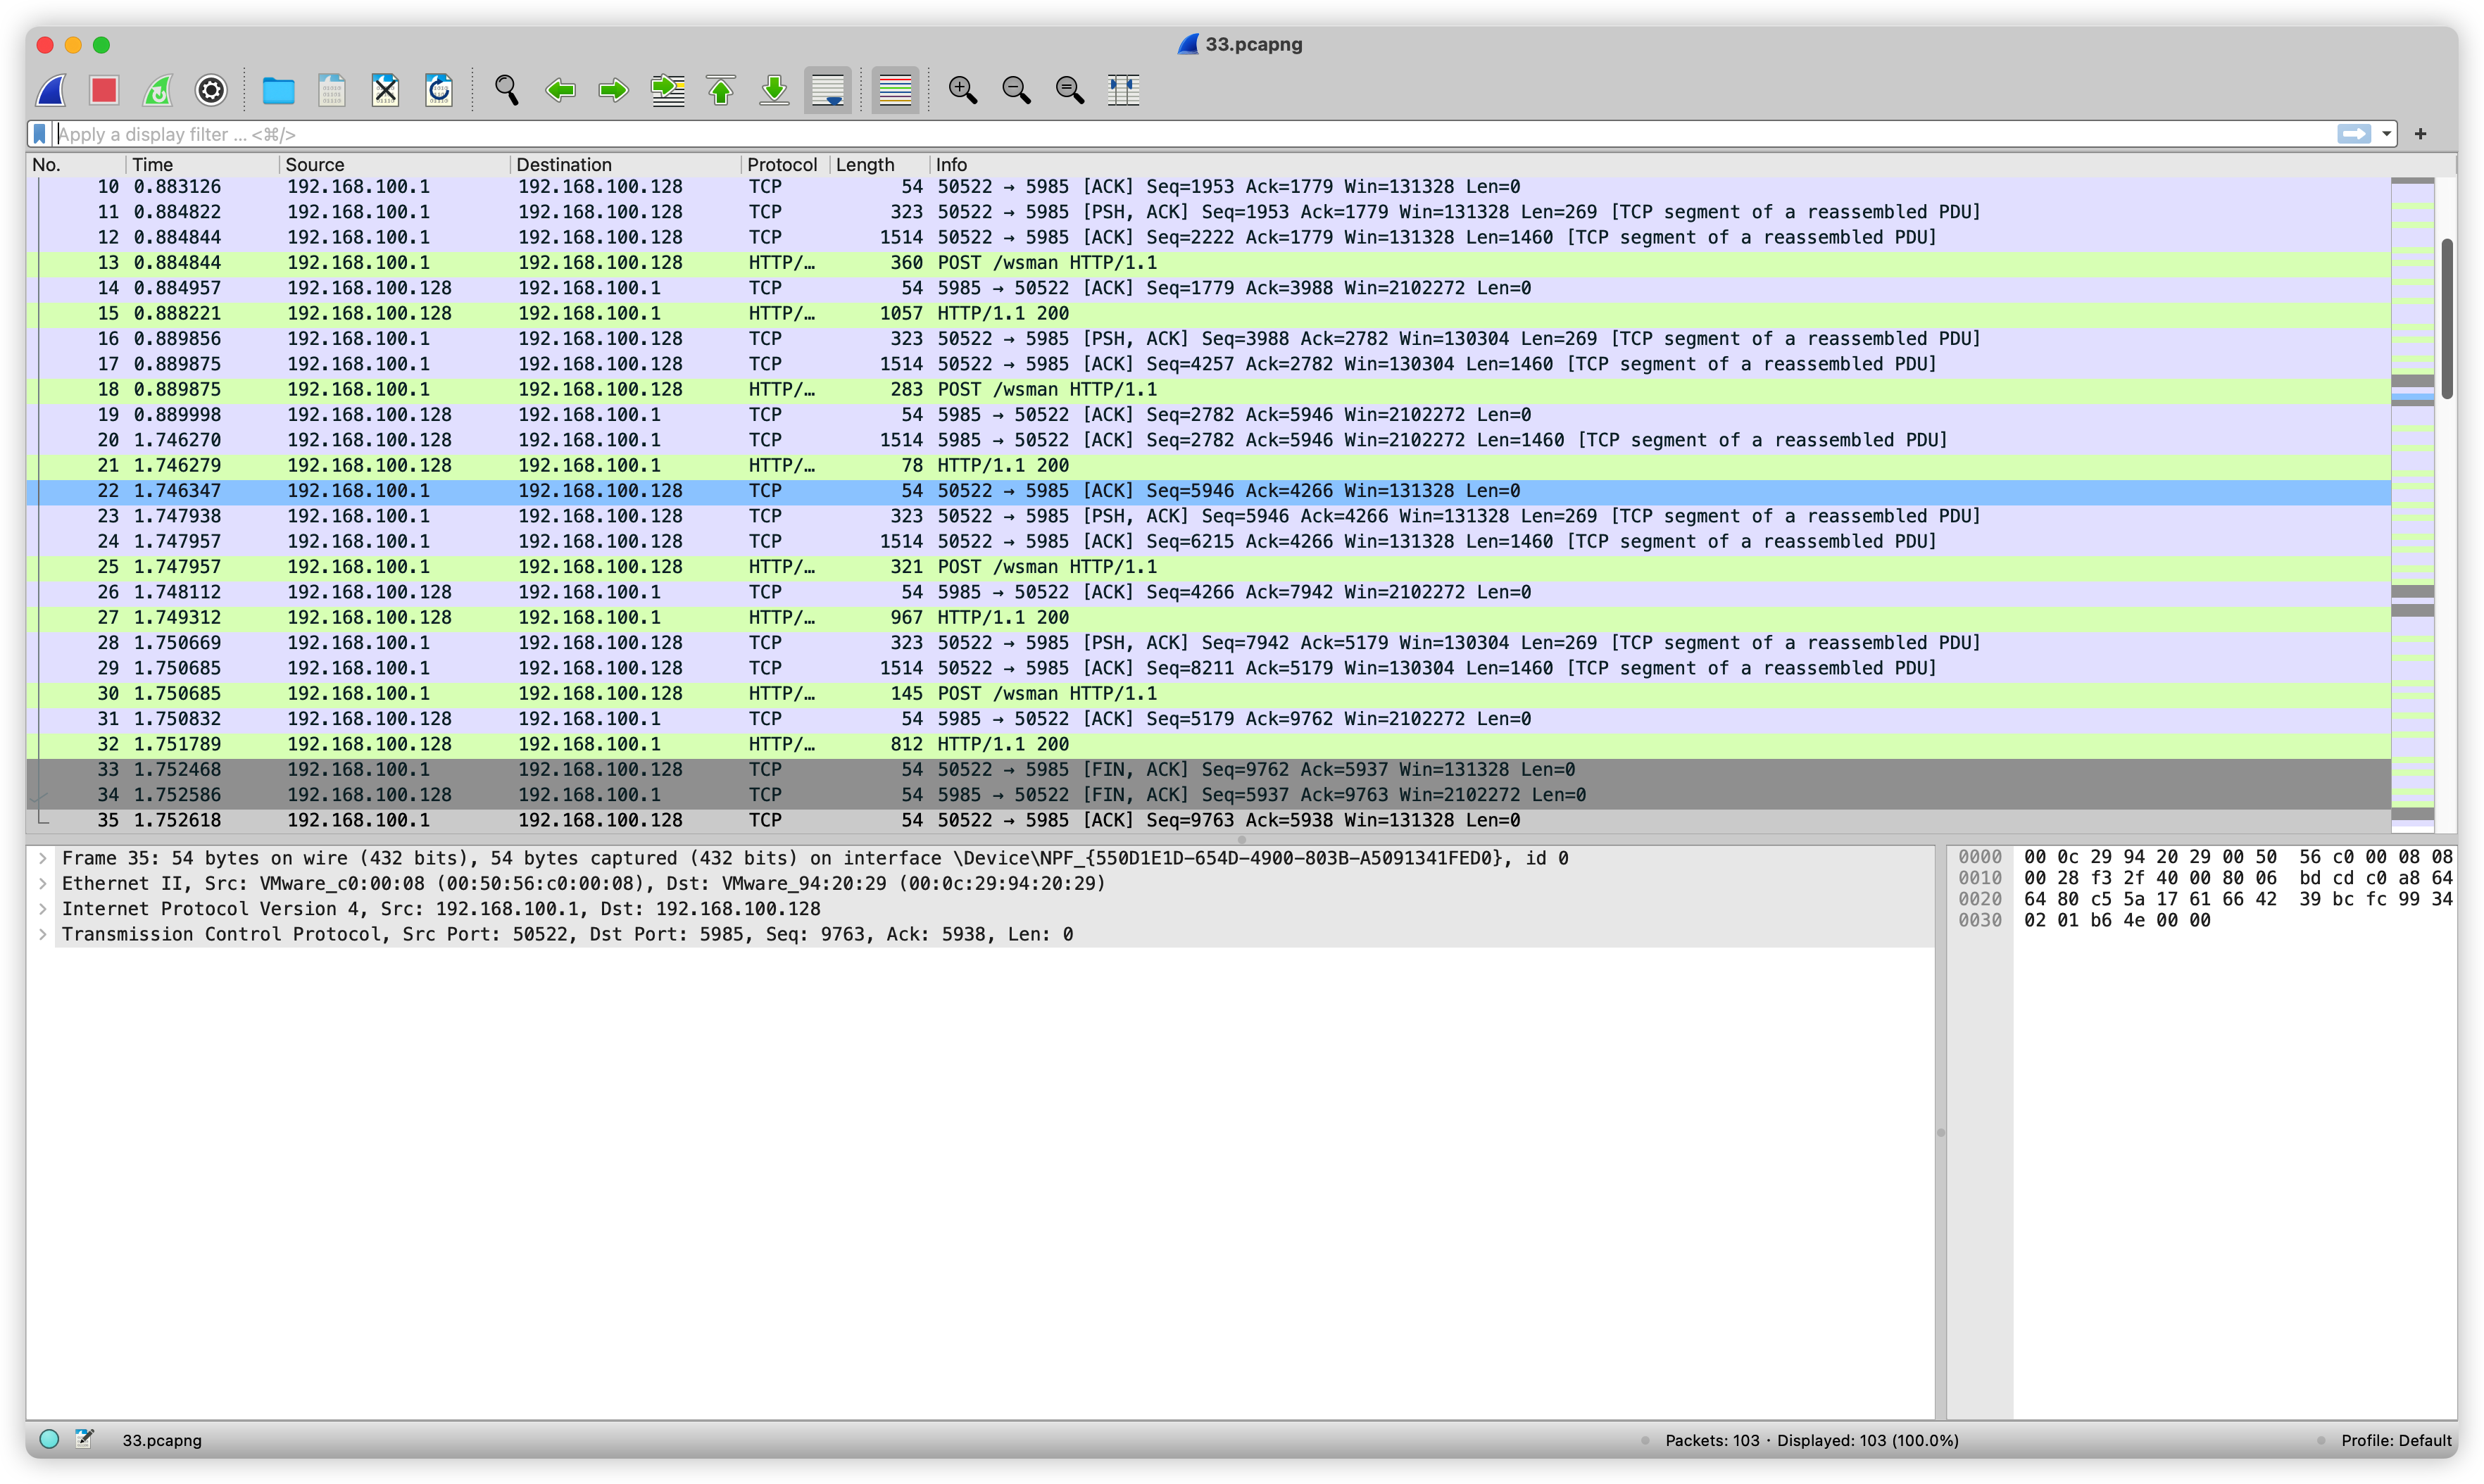 33.pcapng
Apply a display filter ... <⌘/>
+
No. Time Source Destination Protocol Length Info
10 0.883126 192.168.100.1 192.168.100.128 TCP 54 50522 → 5985 [ACK] Seq=1953 Ack=1779 Win=131328 Len=0
11 0.884822 192.168.100.1 192.168.100.128 TCP 323 50522 → 5985 [PSH, ACK] Seq=1953 Ack=1779 Win=131328 Len=269 [TCP segment of a reassembled PDU]
12 0.884844 192.168.100.1 192.168.100.128 TCP 1514 50522 → 5985 [ACK] Seq=2222 Ack=1779 Win=131328 Len=1460 [TCP segment of a reassembled PDU]
13 0.884844 192.168.100.1 192.168.100.128 HTTP/… 360 POST /wsman HTTP/1.1
14 0.884957 192.168.100.128 192.168.100.1 TCP 54 5985 → 50522 [ACK] Seq=1779 Ack=3988 Win=2102272 Len=0
15 0.888221 192.168.100.128 192.168.100.1 HTTP/… 1057 HTTP/1.1 200
16 0.889856 192.168.100.1 192.168.100.128 TCP 323 50522 → 5985 [PSH, ACK] Seq=3988 Ack=2782 Win=130304 Len=269 [TCP segment of a reassembled PDU]
17 0.889875 192.168.100.1 192.168.100.128 TCP 1514 50522 → 5985 [ACK] Seq=4257 Ack=2782 Win=130304 Len=1460 [TCP segment of a reassembled PDU]
18 0.889875 192.168.100.1 192.168.100.128 HTTP/… 283 POST /wsman HTTP/1.1
19 0.889998 192.168.100.128 192.168.100.1 TCP 54 5985 → 50522 [ACK] Seq=2782 Ack=5946 Win=2102272 Len=0
20 1.746270 192.168.100.128 192.168.100.1 TCP 1514 5985 → 50522 [ACK] Seq=2782 Ack=5946 Win=2102272 Len=1460 [TCP segment of a reassembled PDU]
21 1.746279 192.168.100.128 192.168.100.1 HTTP/… 78 HTTP/1.1 200
22 1.746347 192.168.100.1 192.168.100.128 TCP 54 50522 → 5985 [ACK] Seq=5946 Ack=4266 Win=131328 Len=0
23 1.747938 192.168.100.1 192.168.100.128 TCP 323 50522 → 5985 [PSH, ACK] Seq=5946 Ack=4266 Win=131328 Len=269 [TCP segment of a reassembled PDU]
24 1.747957 192.168.100.1 192.168.100.128 TCP 1514 50522 → 5985 [ACK] Seq=6215 Ack=4266 Win=131328 Len=1460 [TCP segment of a reassembled PDU]
25 1.747957 192.168.100.1 192.168.100.128 HTTP/… 321 POST /wsman HTTP/1.1
26 1.748112 192.168.100.128 192.168.100.1 TCP 54 5985 → 50522 [ACK] Seq=4266 Ack=7942 Win=2102272 Len=0
27 1.749312 192.168.100.128 192.168.100.1 HTTP/… 967 HTTP/1.1 200
28 1.750669 192.168.100.1 192.168.100.128 TCP 323 50522 → 5985 [PSH, ACK] Seq=7942 Ack=5179 Win=130304 Len=269 [TCP segment of a reassembled PDU]
29 1.750685 192.168.100.1 192.168.100.128 TCP 1514 50522 → 5985 [ACK] Seq=8211 Ack=5179 Win=130304 Len=1460 [TCP segment of a reassembled PDU]
30 1.750685 192.168.100.1 192.168.100.128 HTTP/… 145 POST /wsman HTTP/1.1
31 1.750832 192.168.100.128 192.168.100.1 TCP 54 5985 → 50522 [ACK] Seq=5179 Ack=9762 Win=2102272 Len=0
32 1.751789 192.168.100.128 192.168.100.1 HTTP/… 812 HTTP/1.1 200
33 1.752468 192.168.100.1 192.168.100.128 TCP 54 50522 → 5985 [FIN, ACK] Seq=9762 Ack=5937 Win=131328 Len=0
34 1.752586 192.168.100.128 192.168.100.1 TCP 54 5985 → 50522 [FIN, ACK] Seq=5937 Ack=9763 Win=2102272 Len=0
35 1.752618 192.168.100.1 192.168.100.128 TCP 54 50522 → 5985 [ACK] Seq=9763 Ack=5938 Win=131328 Len=0
Frame 35: 54 bytes on wire (432 bits), 54 bytes captured (432 bits) on interface \Device\NPF_{550D1E1D-654D-4900-803B-A5091341FED0}, id 0
Ethernet II, Src: VMware_c0:00:08 (00:50:56:c0:00:08), Dst: VMware_94:20:29 (00:0c:29:94:20:29)
Internet Protocol Version 4, Src: 192.168.100.1, Dst: 192.168.100.128
Transmission Control Protocol, Src Port: 50522, Dst Port: 5985, Seq: 9763, Ack: 5938, Len: 0
0000 00 0c 29 94 20 29 00 50 56 c0 00 08 08
0010 00 28 f3 2f 40 00 80 06 bd cd c0 a8 64
0020 64 80 c5 5a 17 61 66 42 39 bc fc 99 34
0030 02 01 b6 4e 00 00
33.pcapng
Packets: 103 · Displayed: 103 (100.0%)
Profile: Default